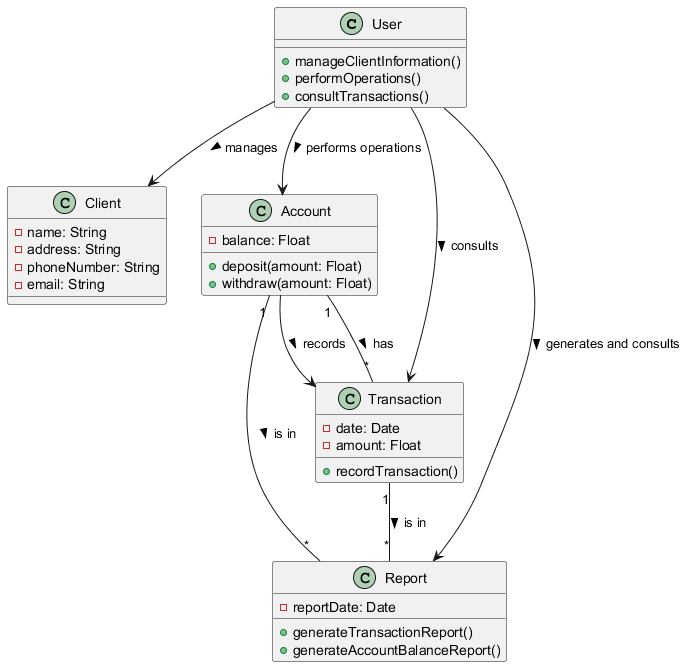 C User
manageClientInformation()
performOperations()
consultTransactions()
manages
performs operations
C Client
name: String
address: String
phoneNumber: String
email: String
C Account
balance: Float
deposit(amount: Float)
withdraw(amount: Float)
consults
1
1
records
has
generates and consults
*
C Transaction
date: Date
amount: Float
recordTransaction()
is in
1
is in
*
*
C Report
reportDate: Date
generateTransactionReport()
generateAccountBalanceReport()